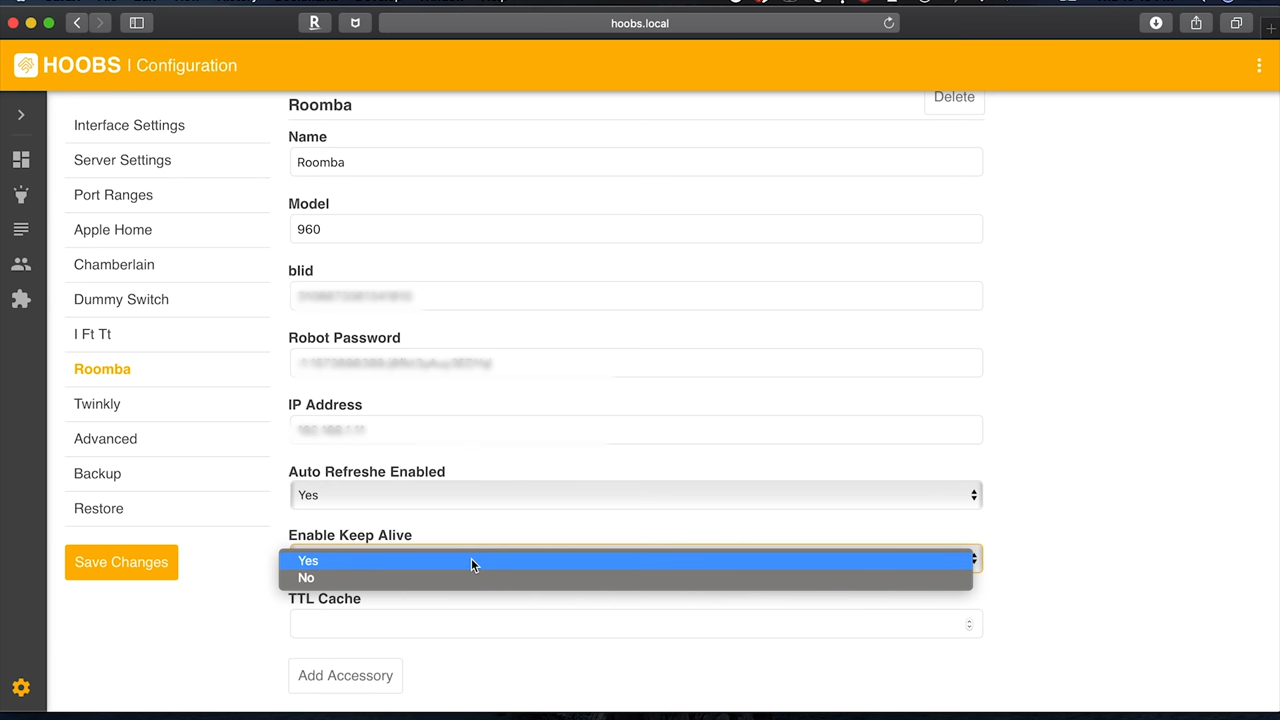 hoobs.local
HOOBS | Configuration
Interface Settings
Server Settings
Port Ranges
Apple Home
Chamberlain
Dummy Switch
I Ft Tt
Roomba
Twinkly
Advanced
Backup
Restore
Save Changes
Roomba
Delete
Name
Roomba
Model
960
blid
Robot Password
IP Address
Auto Refreshe Enabled
Yes
Enable Keep Alive
Yes
No
TTL Cache
Add Accessory